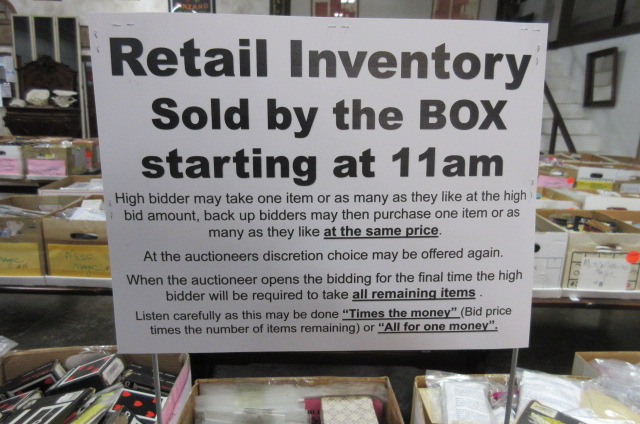 Retail Inventory
Sold by the BOX
starting at 11am
High bidder may take one item or as many as they like at the high
bid amount, back up bidders may then purchase one item or as
many as they like at the same price.
At the auctioneers discretion choice may be offered again.
When the auctioneer opens the bidding for the final time the high
bidder will be required to take all remaining items .
Listen carefully as this may be done “Times the money” (Bid price
times the number of items remaining) or “All for one money”.